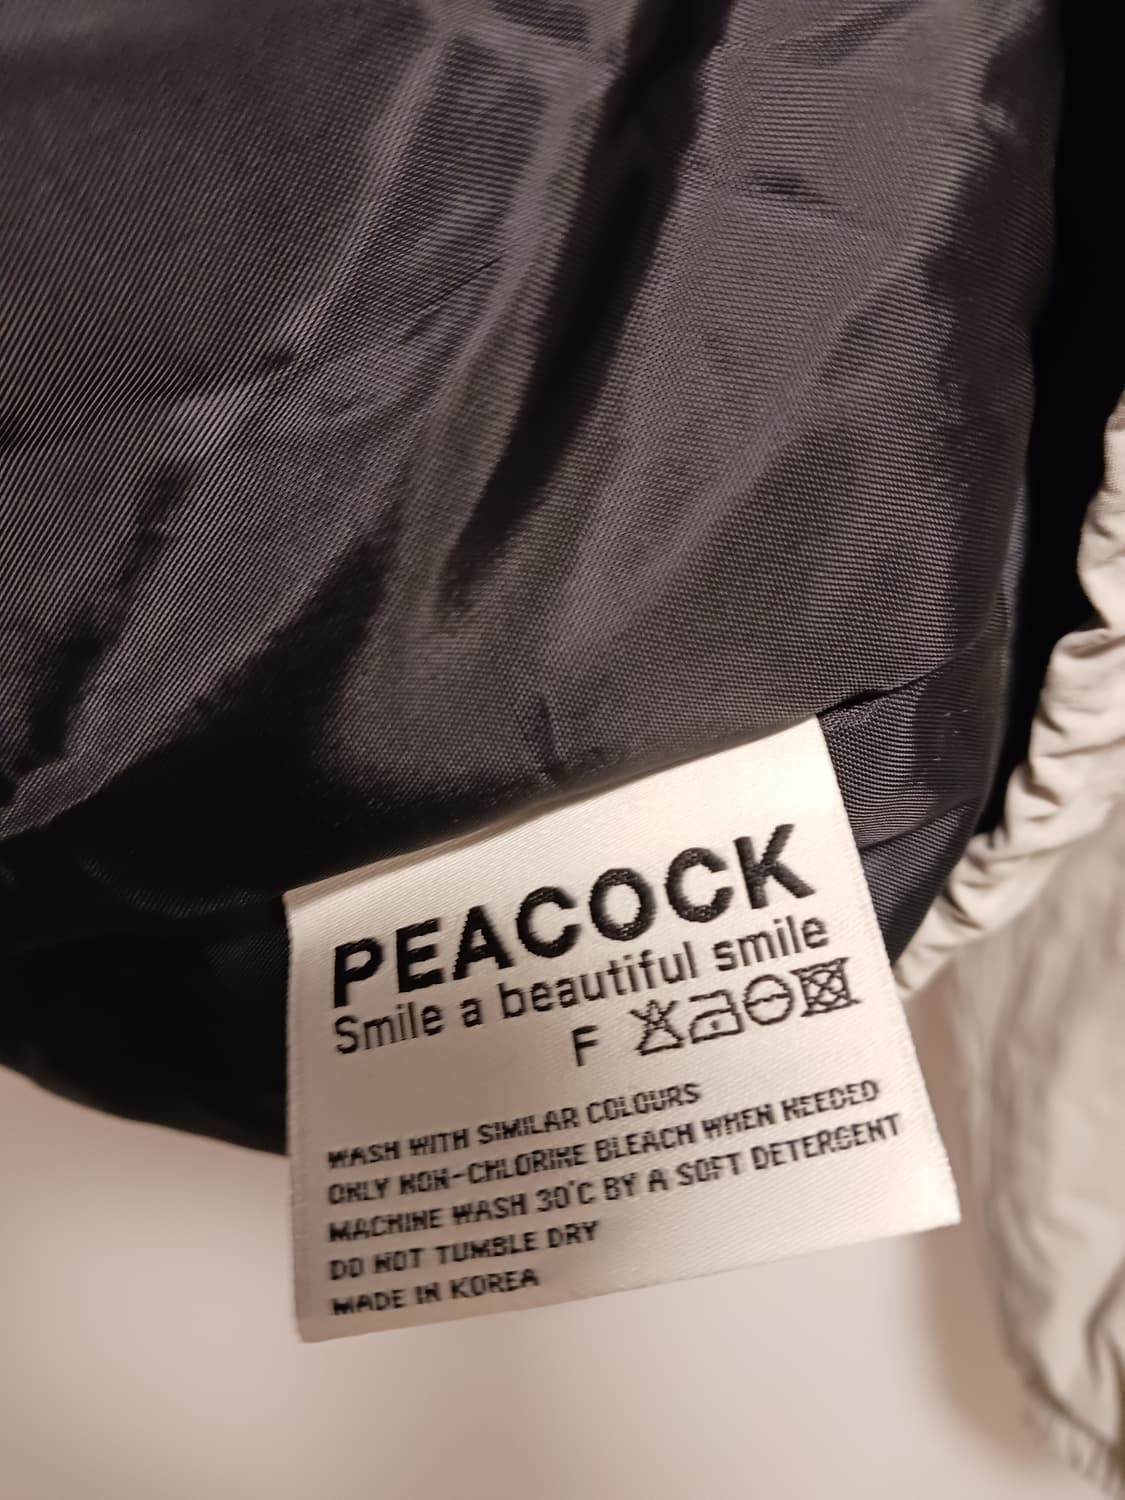 PEACOCK
Smile a beautiful smile
F
WASH WITH SIMILAR COLOURS
ONLY NON-CHLORINE BLEACH WHEN NEEDED
MACHINE WASH 30°C BY A SOFT DETERGENT
DO NOT TUMBLE DRY
MADE IN KOREA